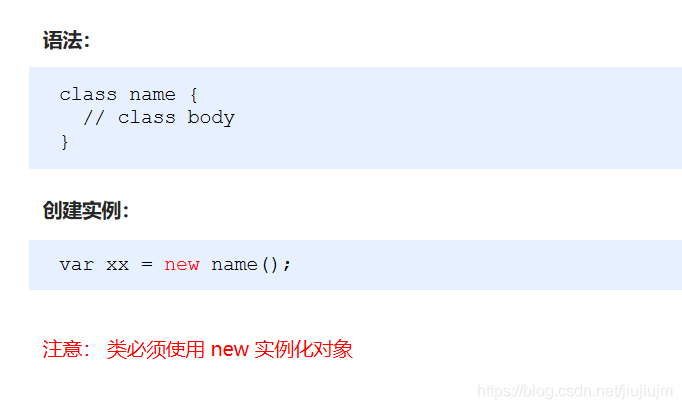 语法：
class name {
  // class body
}
创建实例：
var xx = new name();
注意： 类必须使用 new 实例化对象
https://blog.csdn.net/jiujiujm